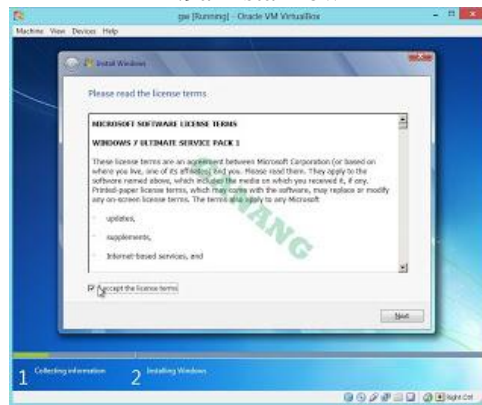 gw [Running] - Oracle VM VirtualBox
Machine View Devices Help
Install Windows
Please read the license terms
MICROSOFT SOFTWARE LICENSE TERMS
WINDOWS 7 ULTIMATE SERVICE PACK 1
These license terms are an agreement between Microsoft Corporation (or based on
where you live, one of its affiliates) and you. Please read them. They apply to the
software named above, which includes the media on which you received it, if any.
Printed-paper license terms, which may come with the software, may replace or modify
any on-screen license terms. The terms also apply to any Microsoft
· updates,
· supplements,
· Internet-based services, and
I accept the license terms
Next
1 Collecting information 2 Installing Windows
Right Ctrl